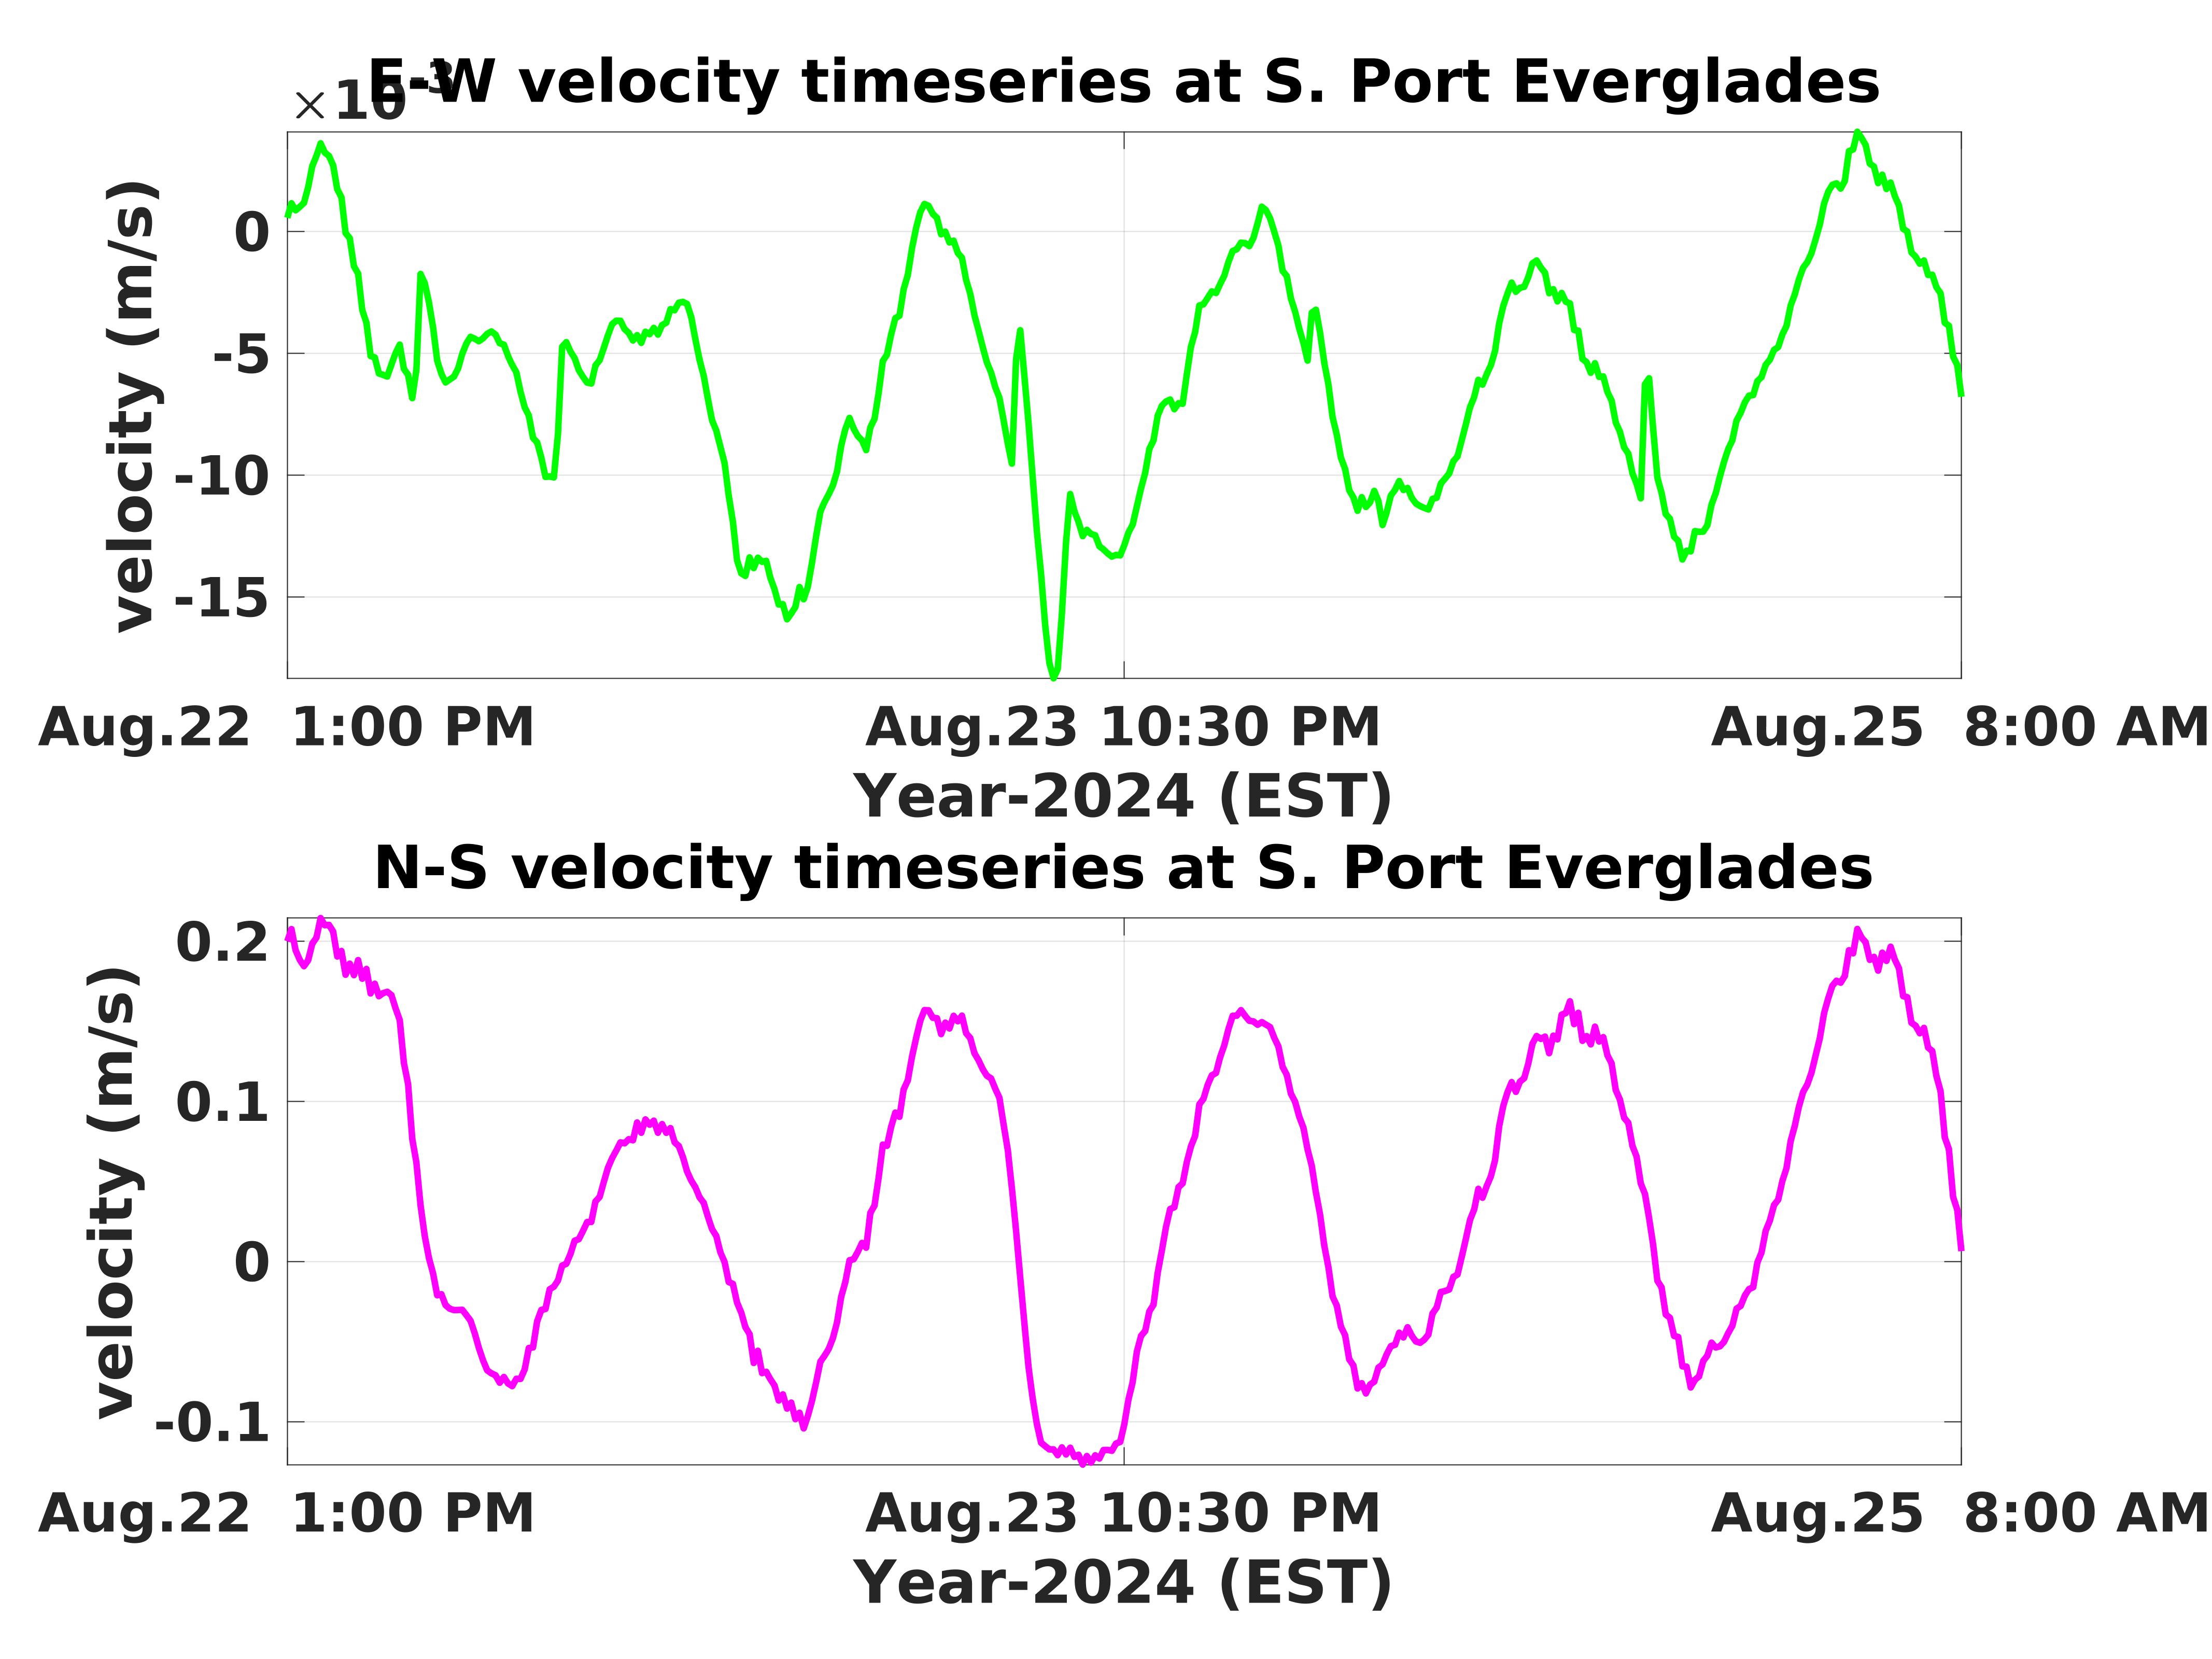 E-W velocity timeseries at S. Port Everglades
×10-3
velocity (m/s)
0
-5
-10
-15
Aug.22 1:00 PM Aug.23 10:30 PM Aug.25 8:00 AM
Year-2024 (EST)
N-S velocity timeseries at S. Port Everglades
velocity (m/s)
0.2
0.1
0
-0.1
Aug.22 1:00 PM Aug.23 10:30 PM Aug.25 8:00 AM
Year-2024 (EST)